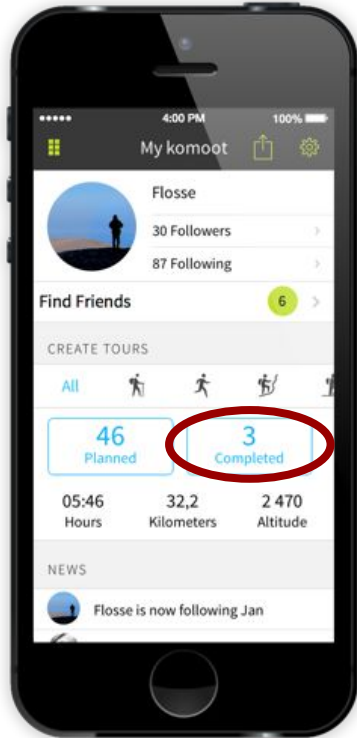 4:00 PM 100%
My komoot
Flosse
30 Followers
87 Following
Find Friends 6
CREATE TOURS
All
46 3
Planned Completed
05:46 32,2 2 470
Hours Kilometers Altitude
NEWS
Flosse is now following Jan